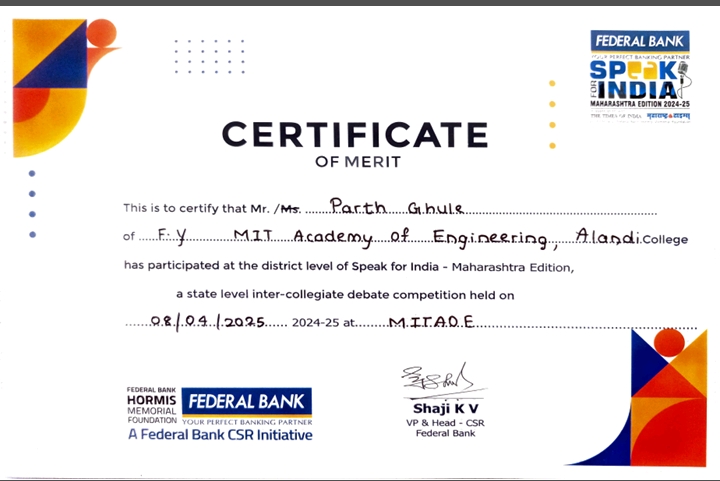 FEDERAL BANK
YOUR PERFECT BANKING PARTNER
SPEAK
FOR INDIA
MAHARASHTRA EDITION 2024-25
THE TIMES OF INDIA महाराष्ट्र टाइम्स
CERTIFICATE
OF MERIT
This is to certify that Mr. /Ms. Parth Ghule
of F.Y MIT Academy of Engineering, Alandi College
has participated at the district level of Speak for India - Maharashtra Edition,
a state level inter-collegiate debate competition held on
08/04/2025 2024-25 at MITAOE
FEDERAL BANK
HORMIS
MEMORIAL
FOUNDATION
FEDERAL BANK
YOUR PERFECT BANKING PARTNER
A Federal Bank CSR Initiative
Shaji K V
VP & Head - CSR
Federal Bank